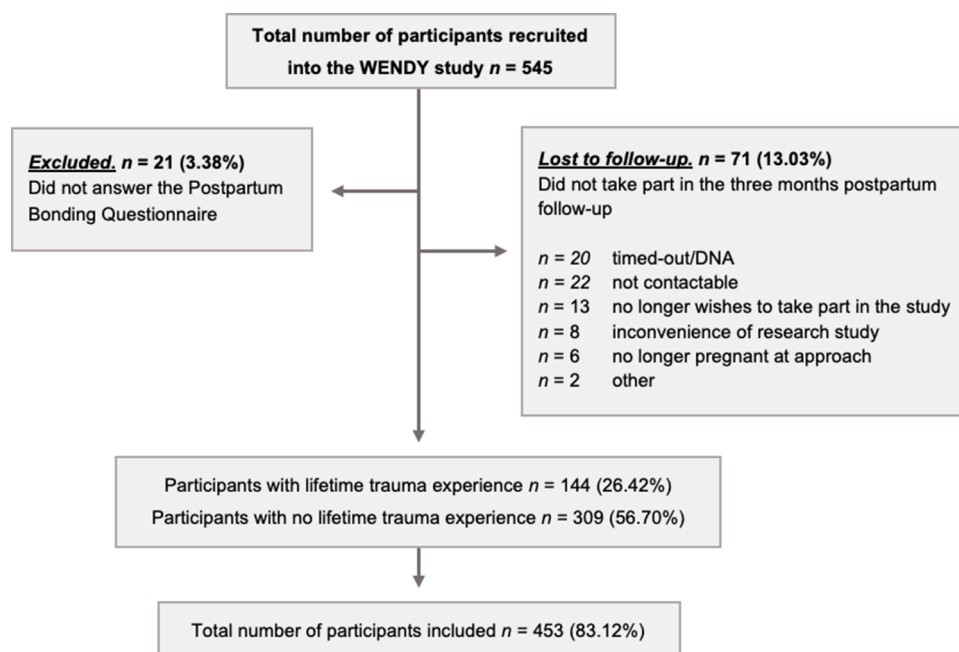 Total number of participants recruited
into the WENDY study n = 545
Excluded. n = 21 (3.38%)
Did not answer the Postpartum
Bonding Questionnaire
Lost to follow-up. n = 71 (13.03%)
Did not take part in the three months postpartum
follow-up
n = 20 timed-out/DNA
n = 22 not contactable
n = 13 no longer wishes to take part in the study
n = 8 inconvenience of research study
n = 6 no longer pregnant at approach
n = 2 other
Participants with lifetime trauma experience n = 144 (26.42%)
Participants with no lifetime trauma experience n = 309 (56.70%)
Total number of participants included n = 453 (83.12%)